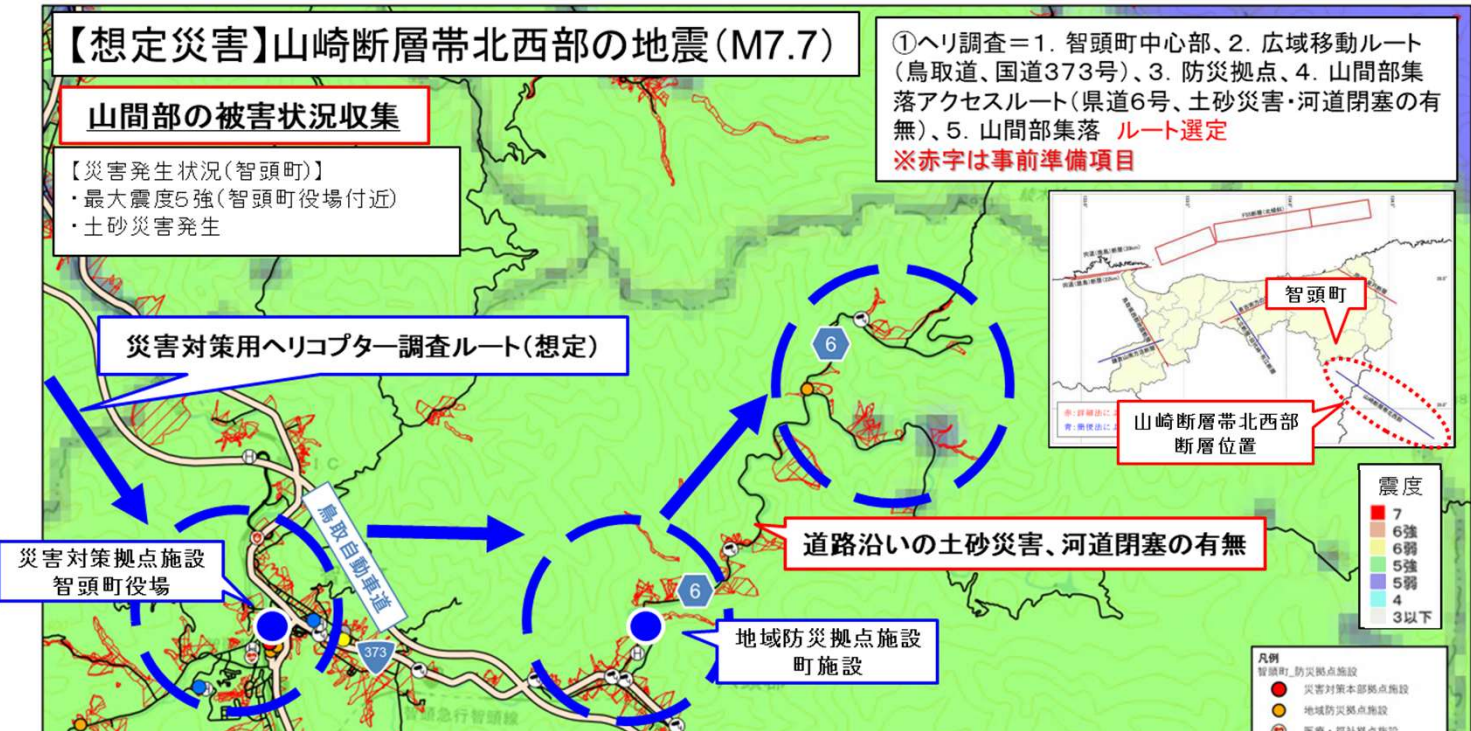 【想定災害】山崎断層帯北西部の地震(M7.7)
①ヘリ調査=1. 智頭町中心部、2. 広域移動ルート
(鳥取道、国道373号)、3. 防災拠点、4. 山間部集
落アクセスルート(県道6号、土砂災害・河道閉塞の有
無)、5. 山間部集落 ルート選定
※赤字は事前準備項目
山間部の被害状況収集
【災害発生状況(智頭町)】
・最大震度5強(智頭町役場付近)
・土砂災害発生
智頭町
山崎断層帯北西部
断層位置
災害対策用ヘリコプター調査ルート(想定)
6
鳥取自動車道
道路沿いの土砂災害、河道閉塞の有無
災害対策拠点施設
智頭町役場
6
373
地域防災拠点施設
町施設
智頭急行智頭線
震度
7
6強
6弱
5強
5弱
4
3以下
凡例
智頭町_防災拠点施設
災害対策本部拠点施設
地域防災拠点施設